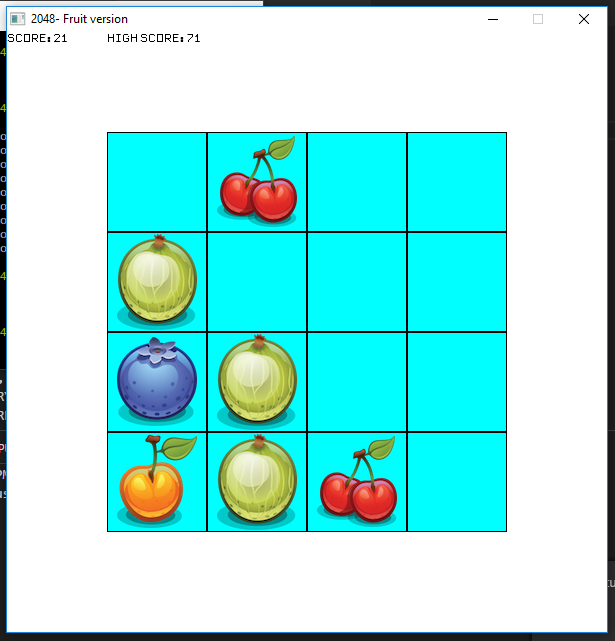 2048- Fruit version
SCORE: 21 HIGH SCORE: 71